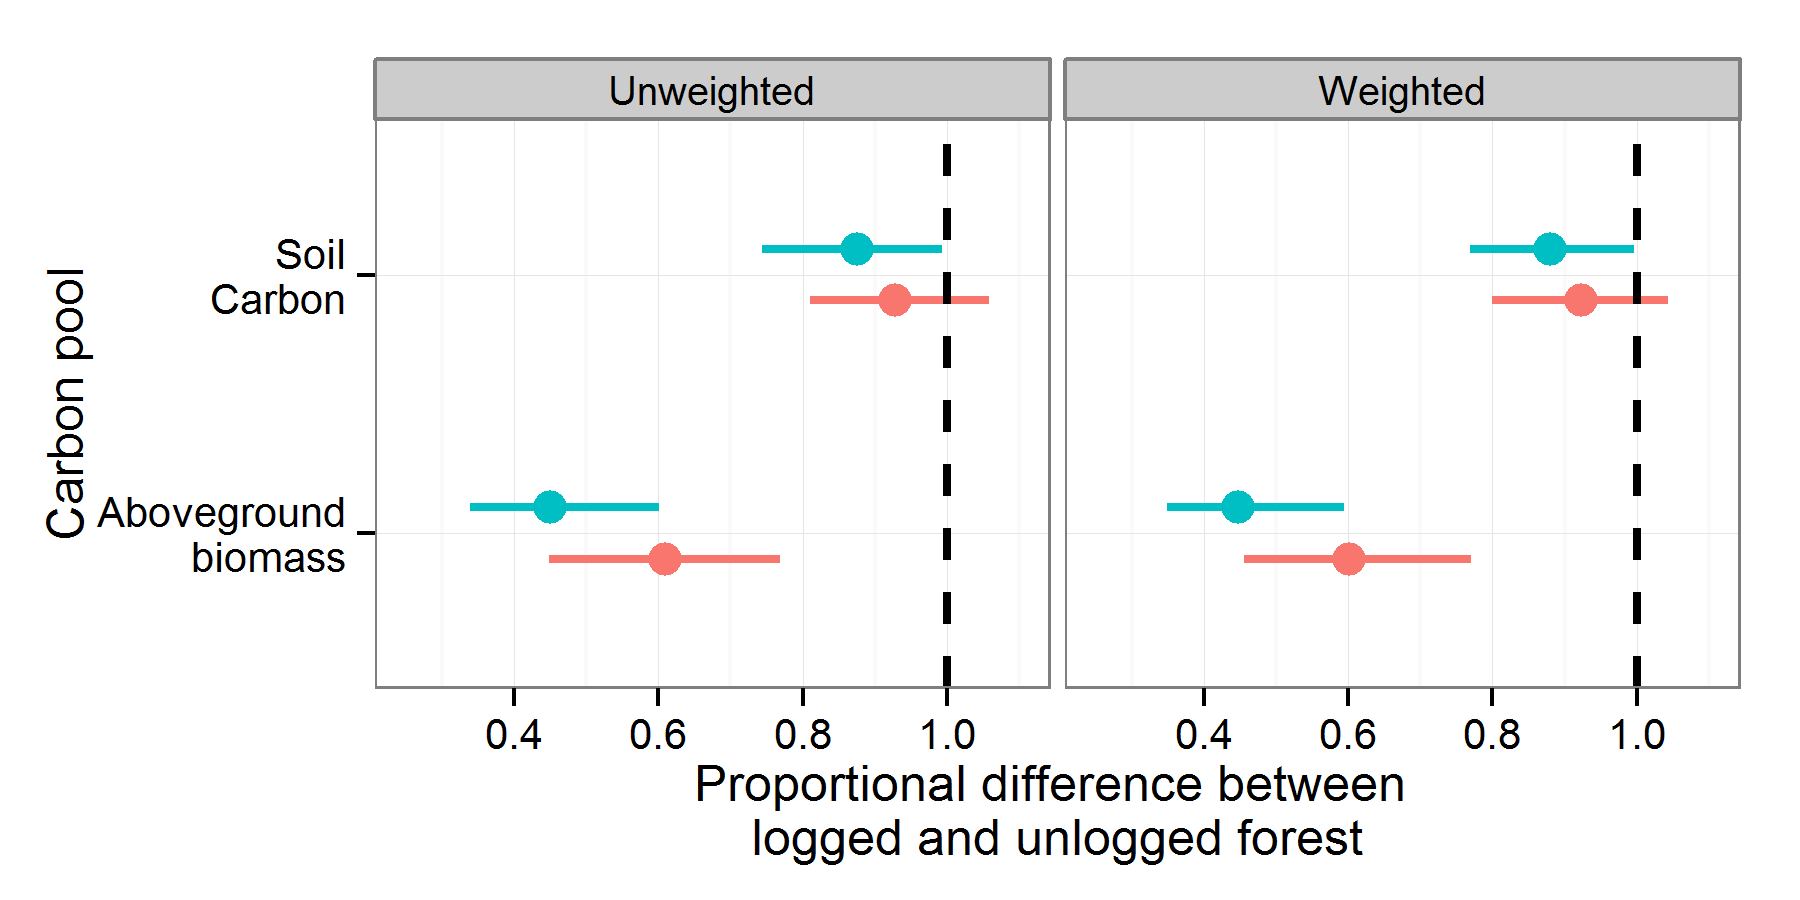 Unweighted
Weighted
Carbon pool
Soil
Carbon
Aboveground
biomass
0.4 0.6 0.8 1.0
0.4 0.6 0.8 1.0
Proportional difference between
logged and unlogged forest